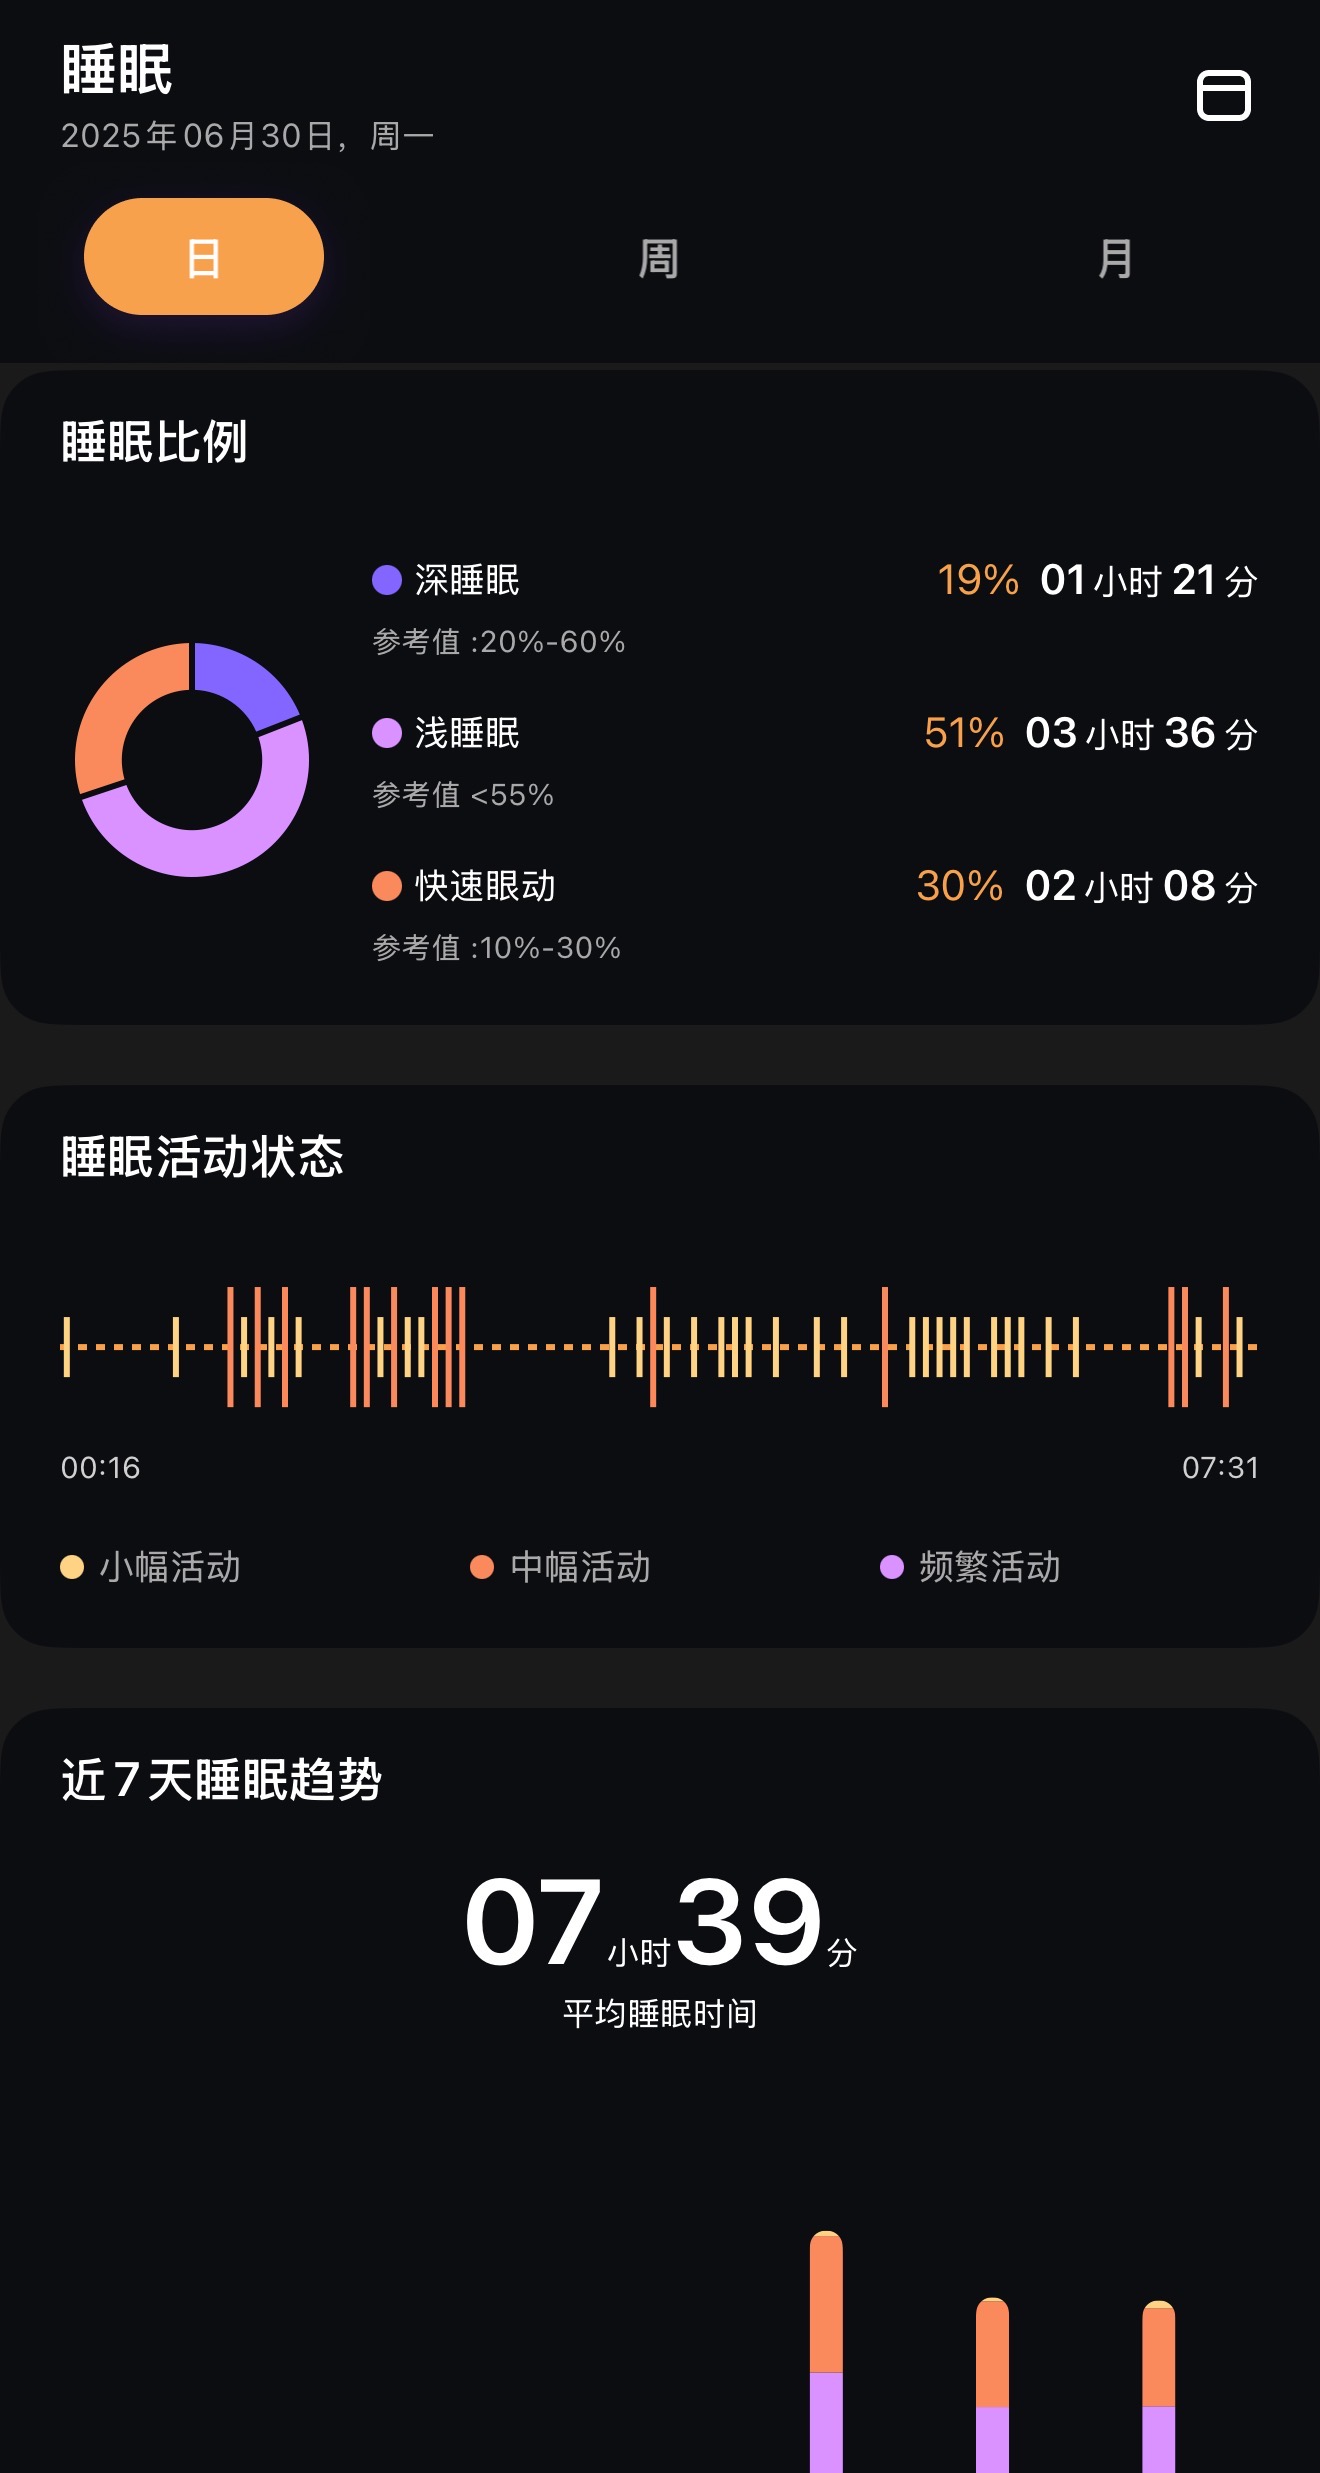 睡眠
2025年06月30日，周一
日 周 月
睡眠比例
深睡眠 19% 01小时21分
参考值 :20%-60%
浅睡眠 51% 03小时36分
参考值 <55%
快速眼动 30% 02小时08分
参考值 :10%-30%
睡眠活动状态
00:16 07:31
小幅活动 中幅活动 频繁活动
近7天睡眠趋势
07小时39分
平均睡眠时间